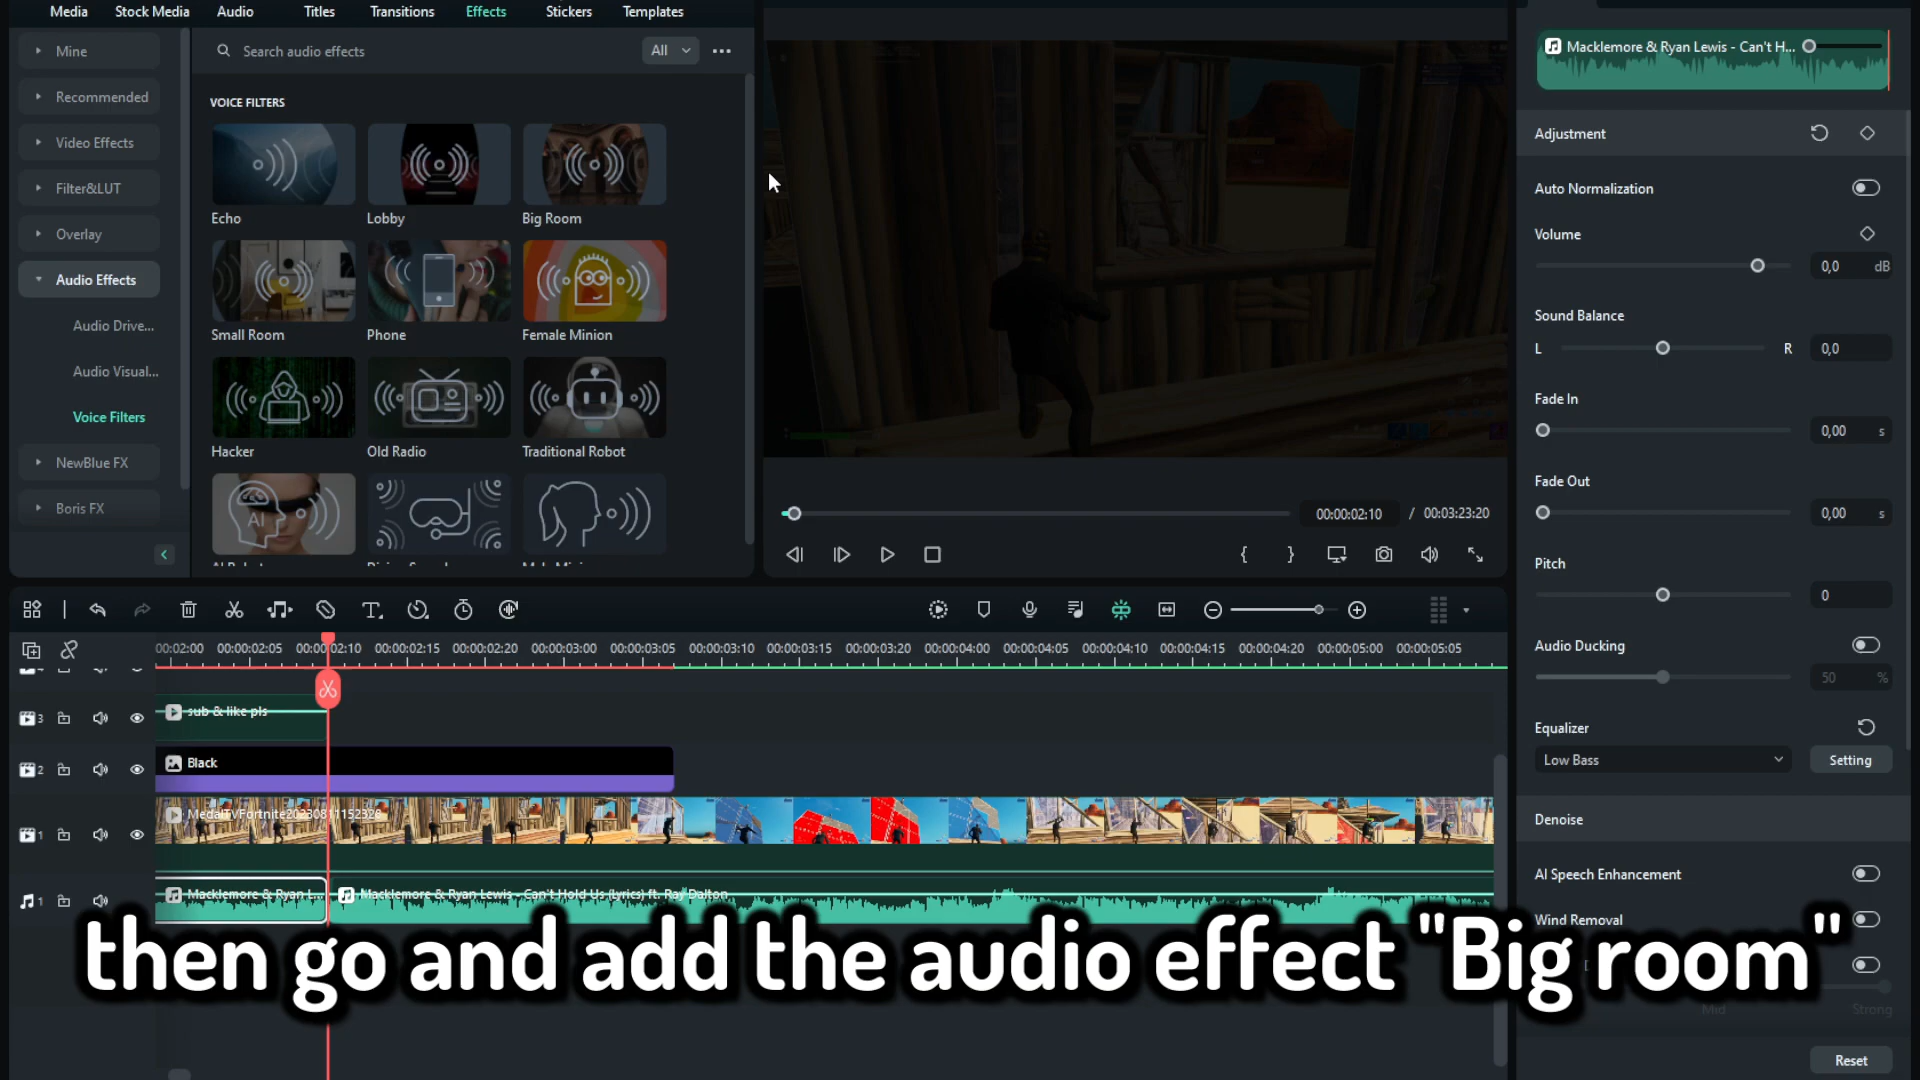 Media Stock Media Audio Titles Transitions Effects Stickers Templates
Mine
Recommended
Video Effects
Filter&LUT
Overlay
Audio Effects
Audio Drive...
Audio Visual...
Voice Filters
NewBlue FX
Boris FX
Search audio effects All
VOICE FILTERS
Echo Lobby Big Room
Small Room Phone Female Minion
Hacker Old Radio Traditional Robot
AI
00:00:02:10 / 00:03:23:20
Macklemore & Ryan Lewis - Can't H...
Adjustment
Auto Normalization
Volume
0,0 dB
Sound Balance
L R 0,0
Fade In
0,00 s
Fade Out
0,00 s
Pitch
0
Audio Ducking
50 %
Equalizer
Low Bass Setting
Denoise
AI Speech Enhancement
Wind Removal
Mid Strong
Reset
00:02:00 00:00:02:05 00:00:02:10 00:00:02:15 00:00:02:20 00:00:03:00 00:00:03:05 00:00:03:10 00:00:03:15 00:00:03:20 00:00:04:00 00:00:04:05 00:00:04:10 00:00:04:15 00:00:04:20 00:00:05:00 00:00:05:05
3 sub & like pls
2 Black
1 MedalTVFortnite20230811152328
1 Macklemore & Ryan L... Macklemore & Ryan Lewis - Can't Hold Us (Lyrics) ft. Ray Dalton
then go and add the audio effect "Big room"